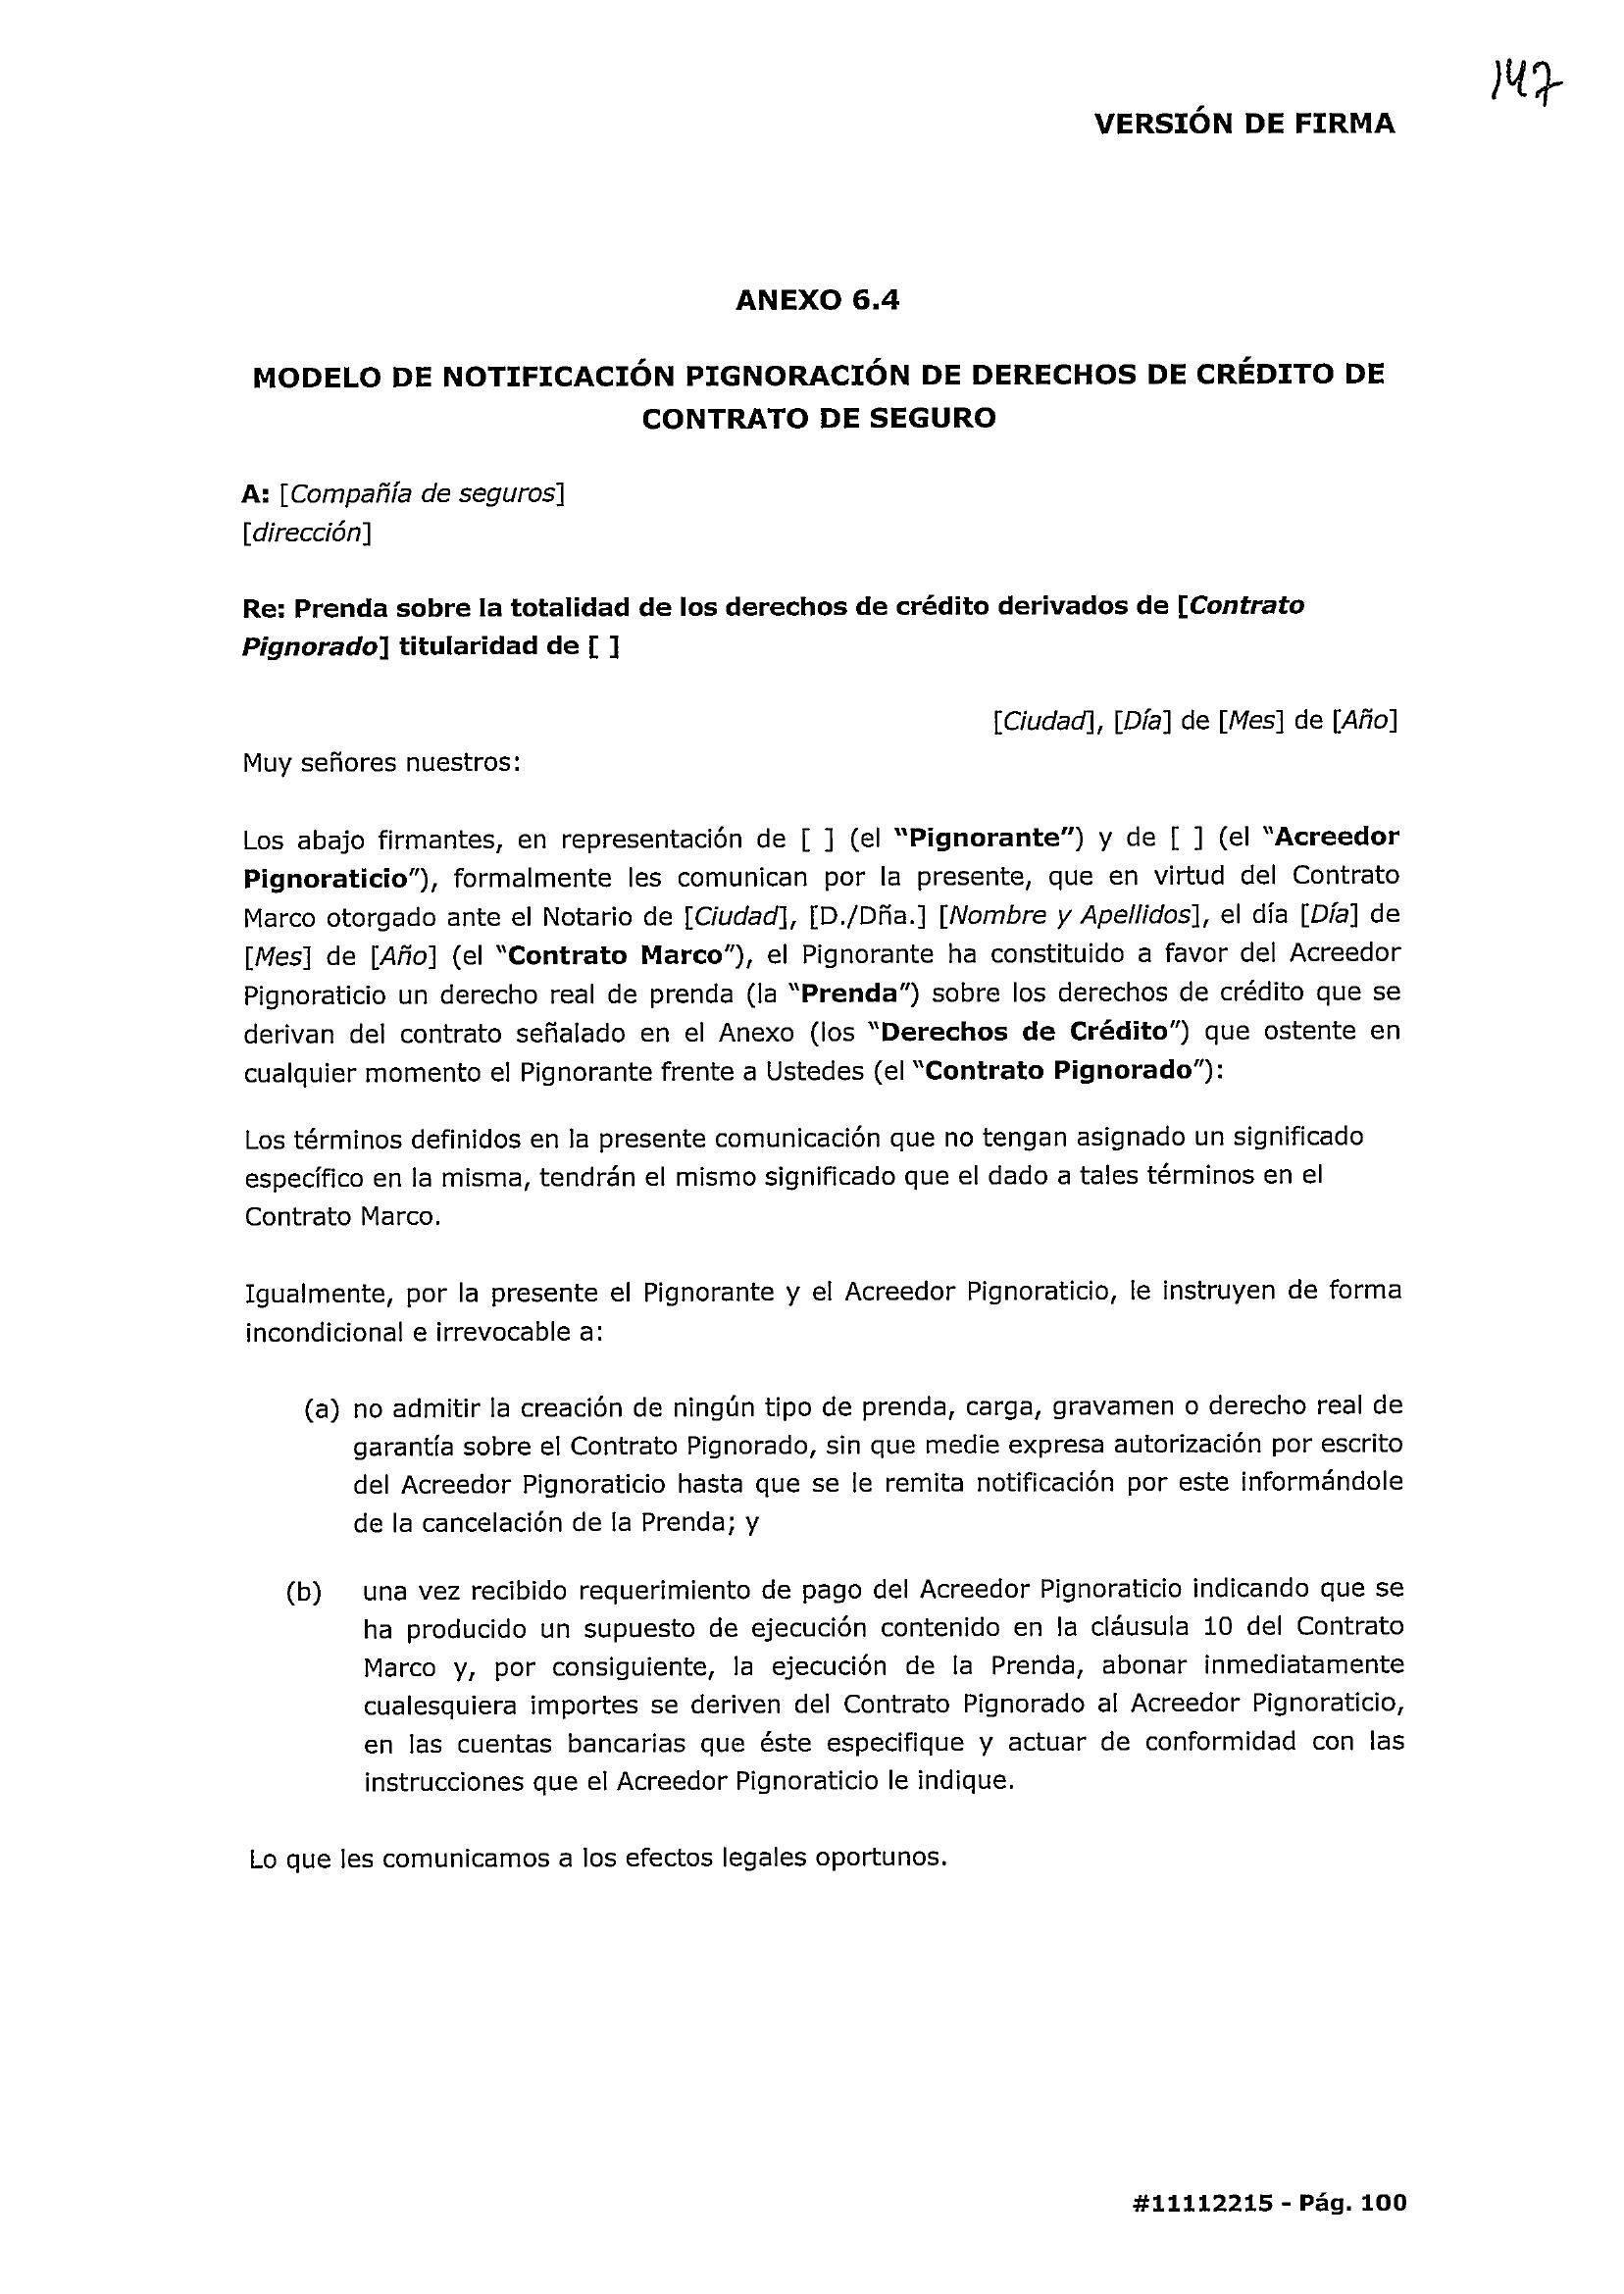 147
VERSIÓN DE FIRMA
ANEXO 6.4
MODELO DE NOTIFICACIÓN PIGNORACIÓN DE DERECHOS DE CRÉDITO DE
CONTRATO DE SEGURO
A: [Compañía de seguros]
[dirección]
Re: Prenda sobre la totalidad de los derechos de crédito derivados de [Contrato
Pignorado] titularidad de [ ]
[Ciudad], [Día] de [Mes] de [Año]
Muy señores nuestros:
Los abajo firmantes, en representación de [ ] (el "Pignorante") y de [ ] (el "Acreedor
Pignoraticio"), formalmente les comunican por la presente, que en virtud del Contrato
Marco otorgado ante el Notario de [Ciudad], [D./Dña.] [Nombre y Apellidos], el día [Día] de
[Mes] de [Año] (el "Contrato Marco"), el Pignorante ha constituido a favor del Acreedor
Pignoraticio un derecho real de prenda (la "Prenda") sobre los derechos de crédito que se
derivan del contrato señalado en el Anexo (los "Derechos de Crédito") que ostente en
cualquier momento el Pignorante frente a Ustedes (el "Contrato Pignorado"):
Los términos definidos en la presente comunicación que no tengan asignado un significado
específico en la misma, tendrán el mismo significado que el dado a tales términos en el
Contrato Marco.
Igualmente, por la presente el Pignorante y el Acreedor Pignoraticio, le instruyen de forma
incondicional e irrevocable a:
(a) no admitir la creación de ningún tipo de prenda, carga, gravamen o derecho real de
garantía sobre el Contrato Pignorado, sin que medie expresa autorización por escrito
del Acreedor Pignoraticio hasta que se le remita notificación por este informándole
de la cancelación de la Prenda; y
(b) una vez recibido requerimiento de pago del Acreedor Pignoraticio indicando que se
ha producido un supuesto de ejecución contenido en la cláusula 10 del Contrato
Marco y, por consiguiente, la ejecución de la Prenda, abonar inmediatamente
cualesquiera importes se deriven del Contrato Pignorado al Acreedor Pignoraticio,
en las cuentas bancarias que éste especifique y actuar de conformidad con las
instrucciones que el Acreedor Pignoraticio le indique.
Lo que les comunicamos a los efectos legales oportunos.
#11112215 - Pág. 100